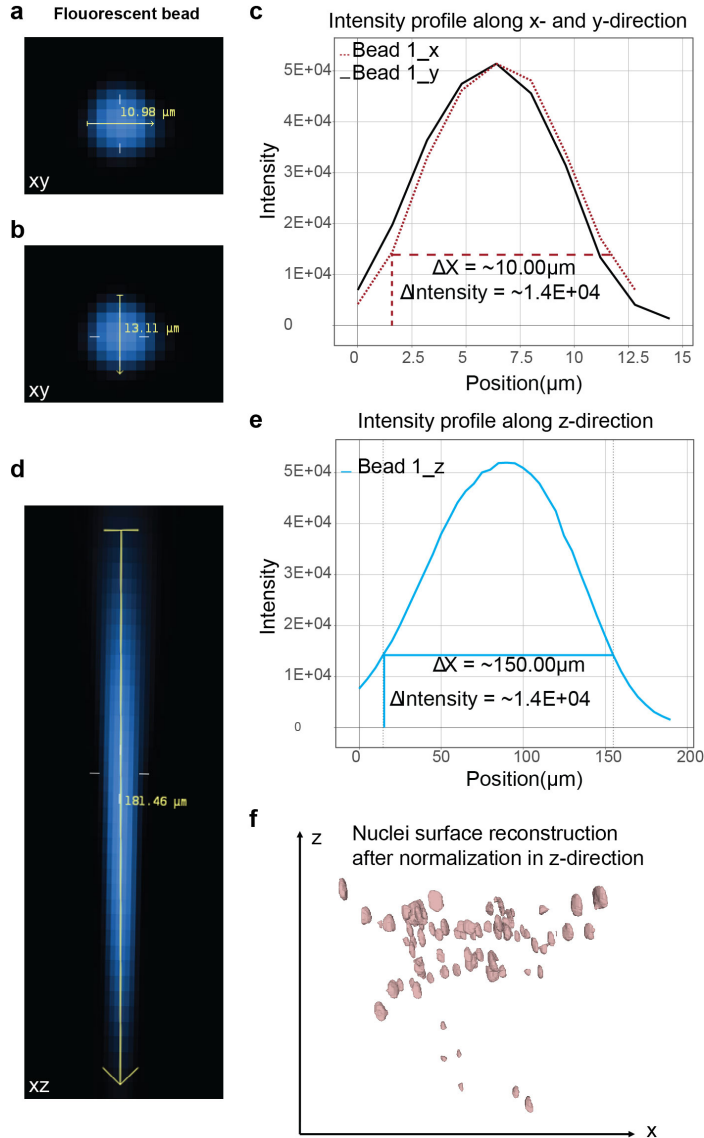 a
Flouorescent bead
10.98 µm
xy
b
13.11 µm
xy
c
Intensity profile along x- and y-direction
Bead 1_x
Bead 1_y
5E+04
4E+04
3E+04
2E+04
1E+04
0
Intensity
ΔX = ~10.00µm
ΔIntensity = ~1.4E+04
0
2.5
5
7.5
10
12.5
15
Position(µm)
d
181.46 µm
xz
e
Intensity profile along z-direction
Bead 1_z
5E+04
4E+04
3E+04
2E+04
1E+04
0
Intensity
ΔX = ~150.00µm
ΔIntensity = ~1.4E+04
0
50
100
150
200
Position(µm)
f
z
Nuclei surface reconstruction
after normalization in z-direction
x